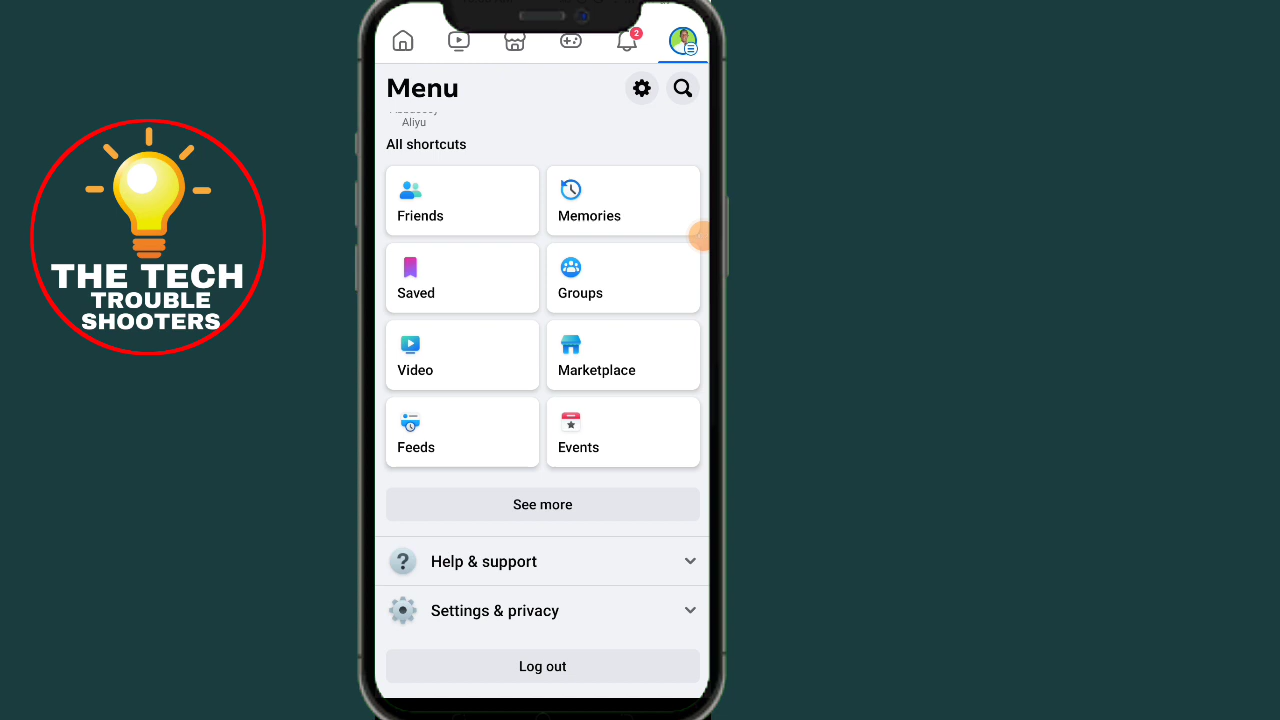 2
Menu
Aliyu
All shortcuts
Friends
Memories
Saved
Groups
Video
Marketplace
Feeds
Events
See more
? Help & support
Settings & privacy
Log out
THE TECH
TROUBLE
SHOOTERS